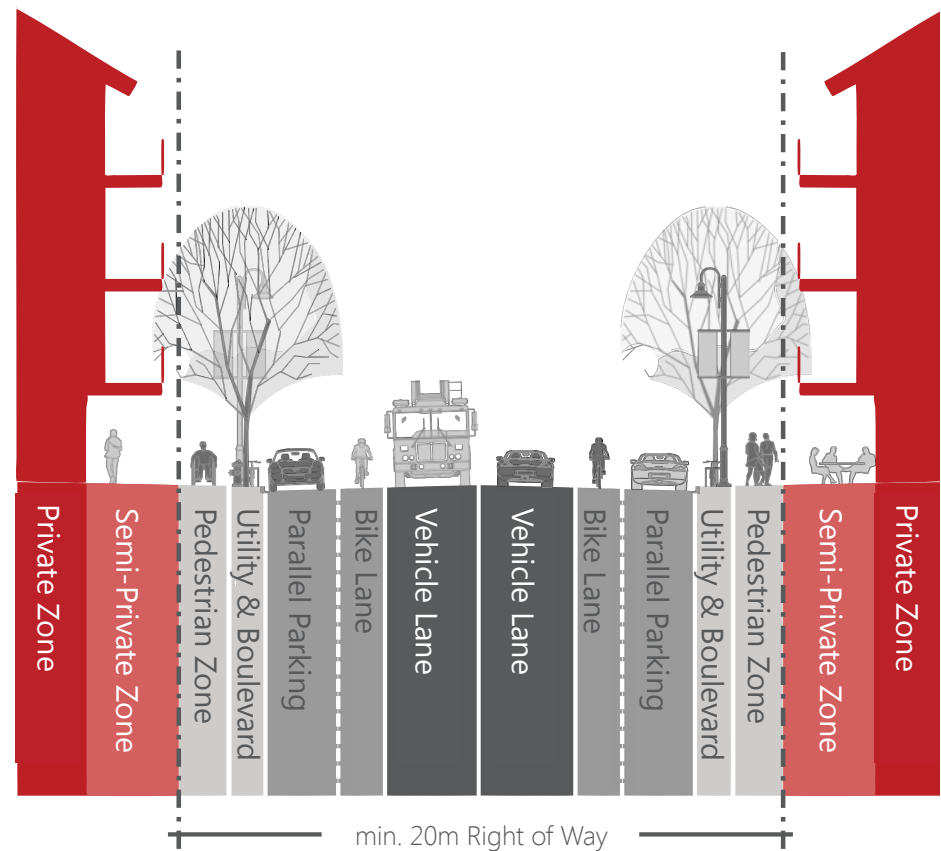 Private Zone
Semi-Private Zone
Pedestrian Zone
Utility & Boulevard
Parallel Parking
Bike Lane
Vehicle Lane
Vehicle Lane
Bike Lane
Parallel Parking
Utility & Boulevard
Pedestrian Zone
Semi-Private Zone
Private Zone
min. 20m Right of Way